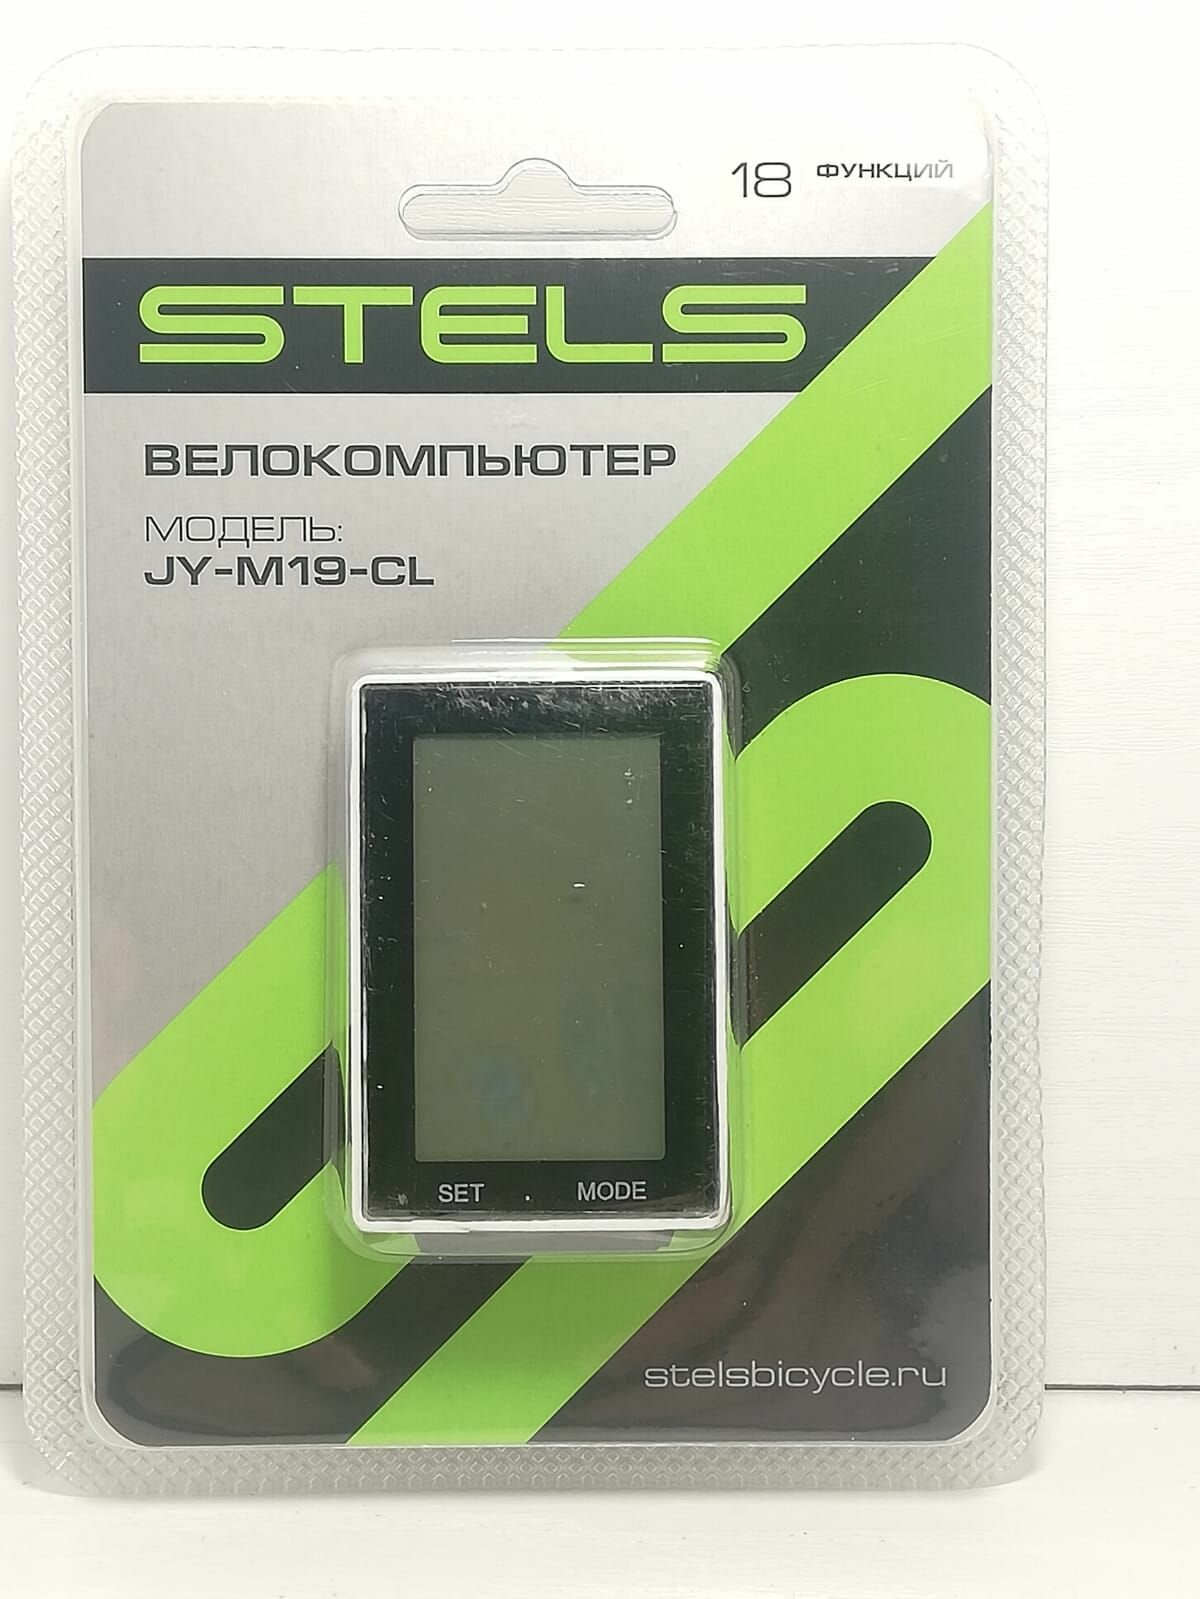 18 ФУНКЦИЙ
STELS
ВЕЛОКОМПЬЮТЕР
МОДЕЛЬ:
JY-M19-CL
SET . MODE
stelsbicycle.ru